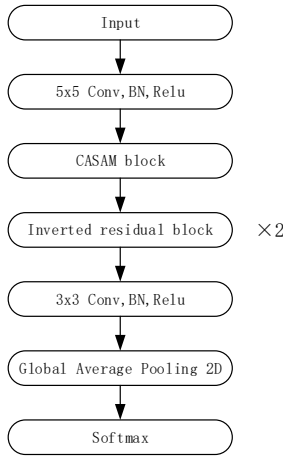 Input
5x5 Conv,BN,Relu
CASAM block
Inverted residual block ×2
3x3 Conv,BN,Relu
Global Average Pooling 2D
Softmax